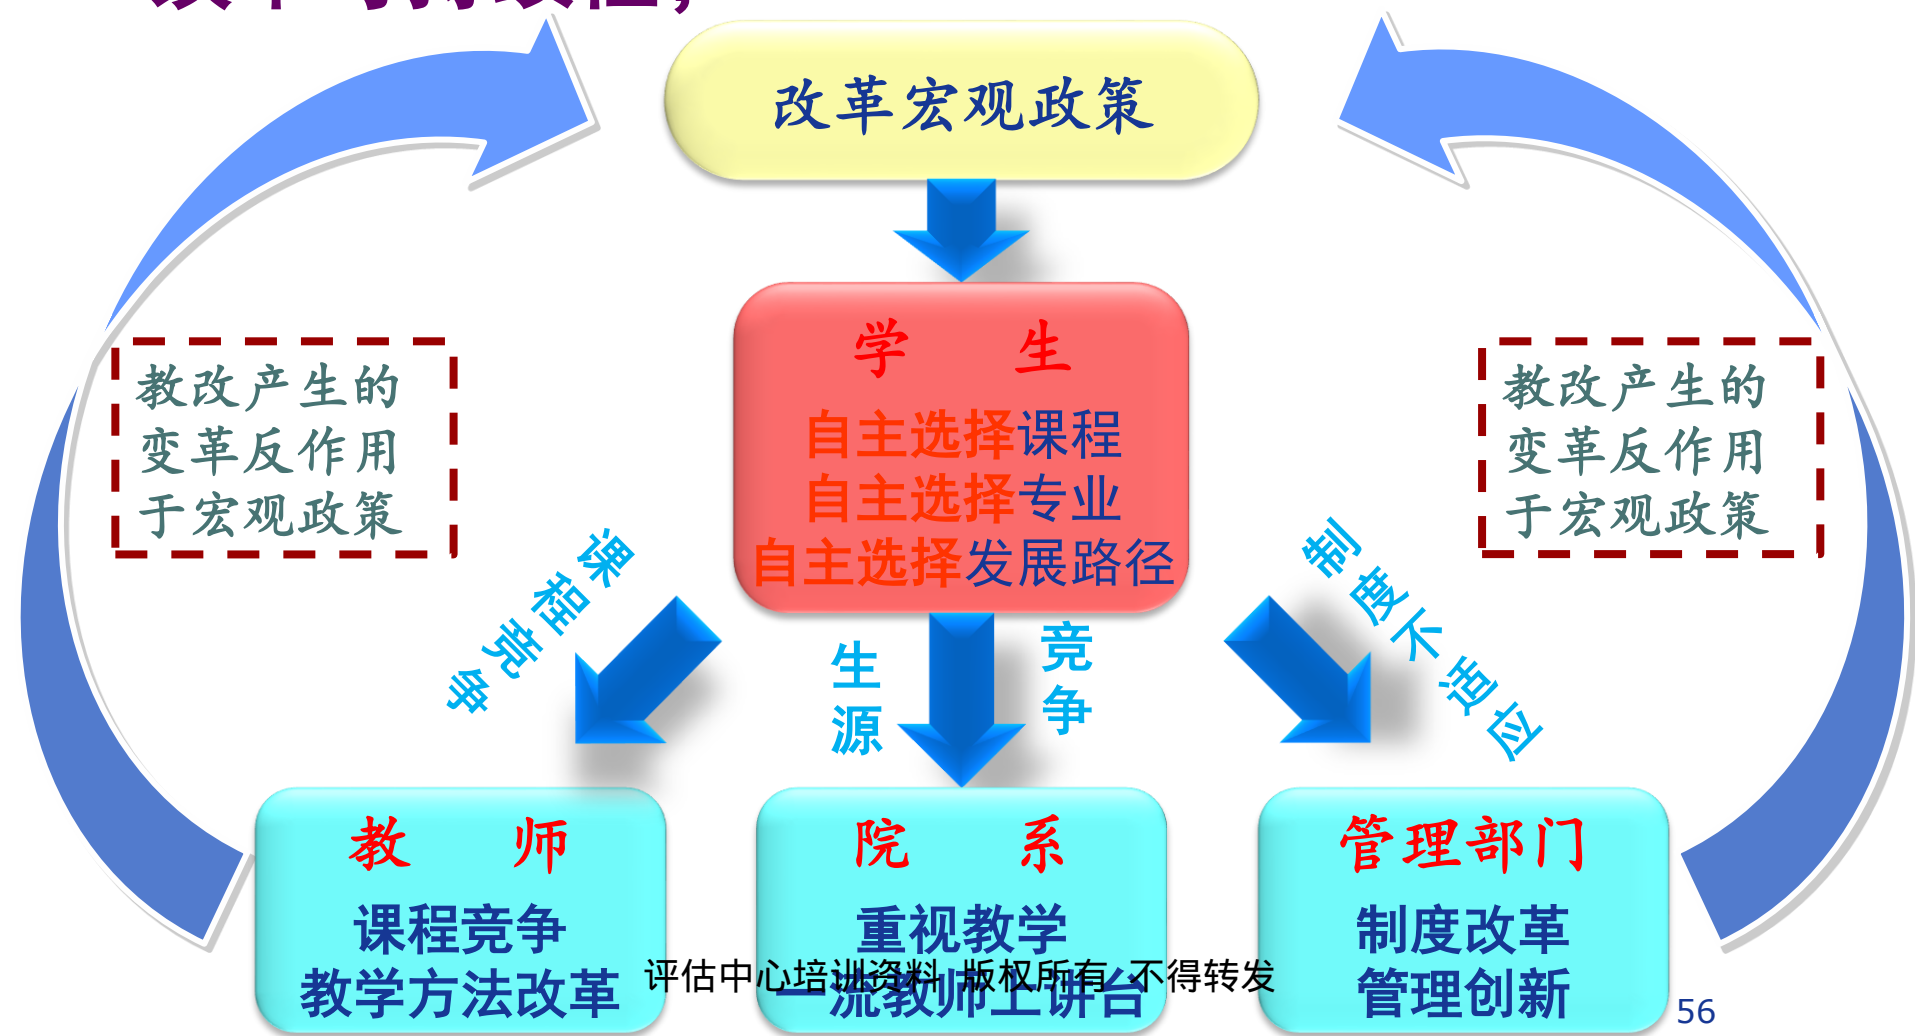 改革宏观政策
学 生
自主选择课程
自主选择专业
自主选择发展路径
教改产生的
变革反作用
于宏观政策
教改产生的
变革反作用
于宏观政策
课程竞争
生源
竞争
制度不适应
教 师
课程竞争
教学方法改革
院 系
重视教学
一流教师上讲台
管理部门
制度改革
管理创新
评估中心培训资料 版权所有 不得转发
56